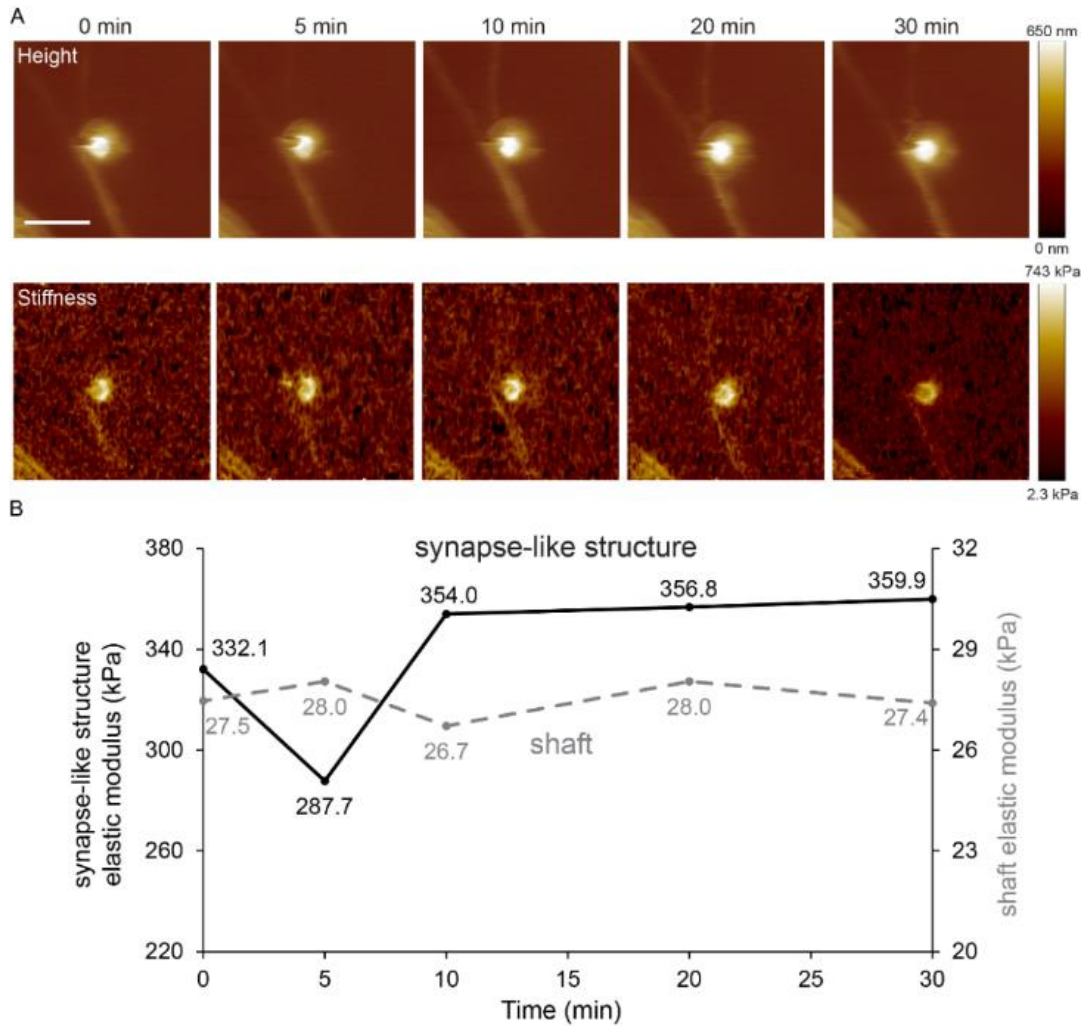 A
0 min 5 min 10 min 20 min 30 min
650 nm
Height
0 nm
743 kPa
Stiffness
2.3 kPa
B
synapse-like structure
380
340
300
260
220
32
29
26
23
20
332.1
287.7
354.0
356.8
359.9
27.5
28.0
26.7
28.0
27.4
shaft
synapse-like structure
elastic modulus (kPa)
shaft elastic modulus (kPa)
0 5 10 15 20 25 30
Time (min)